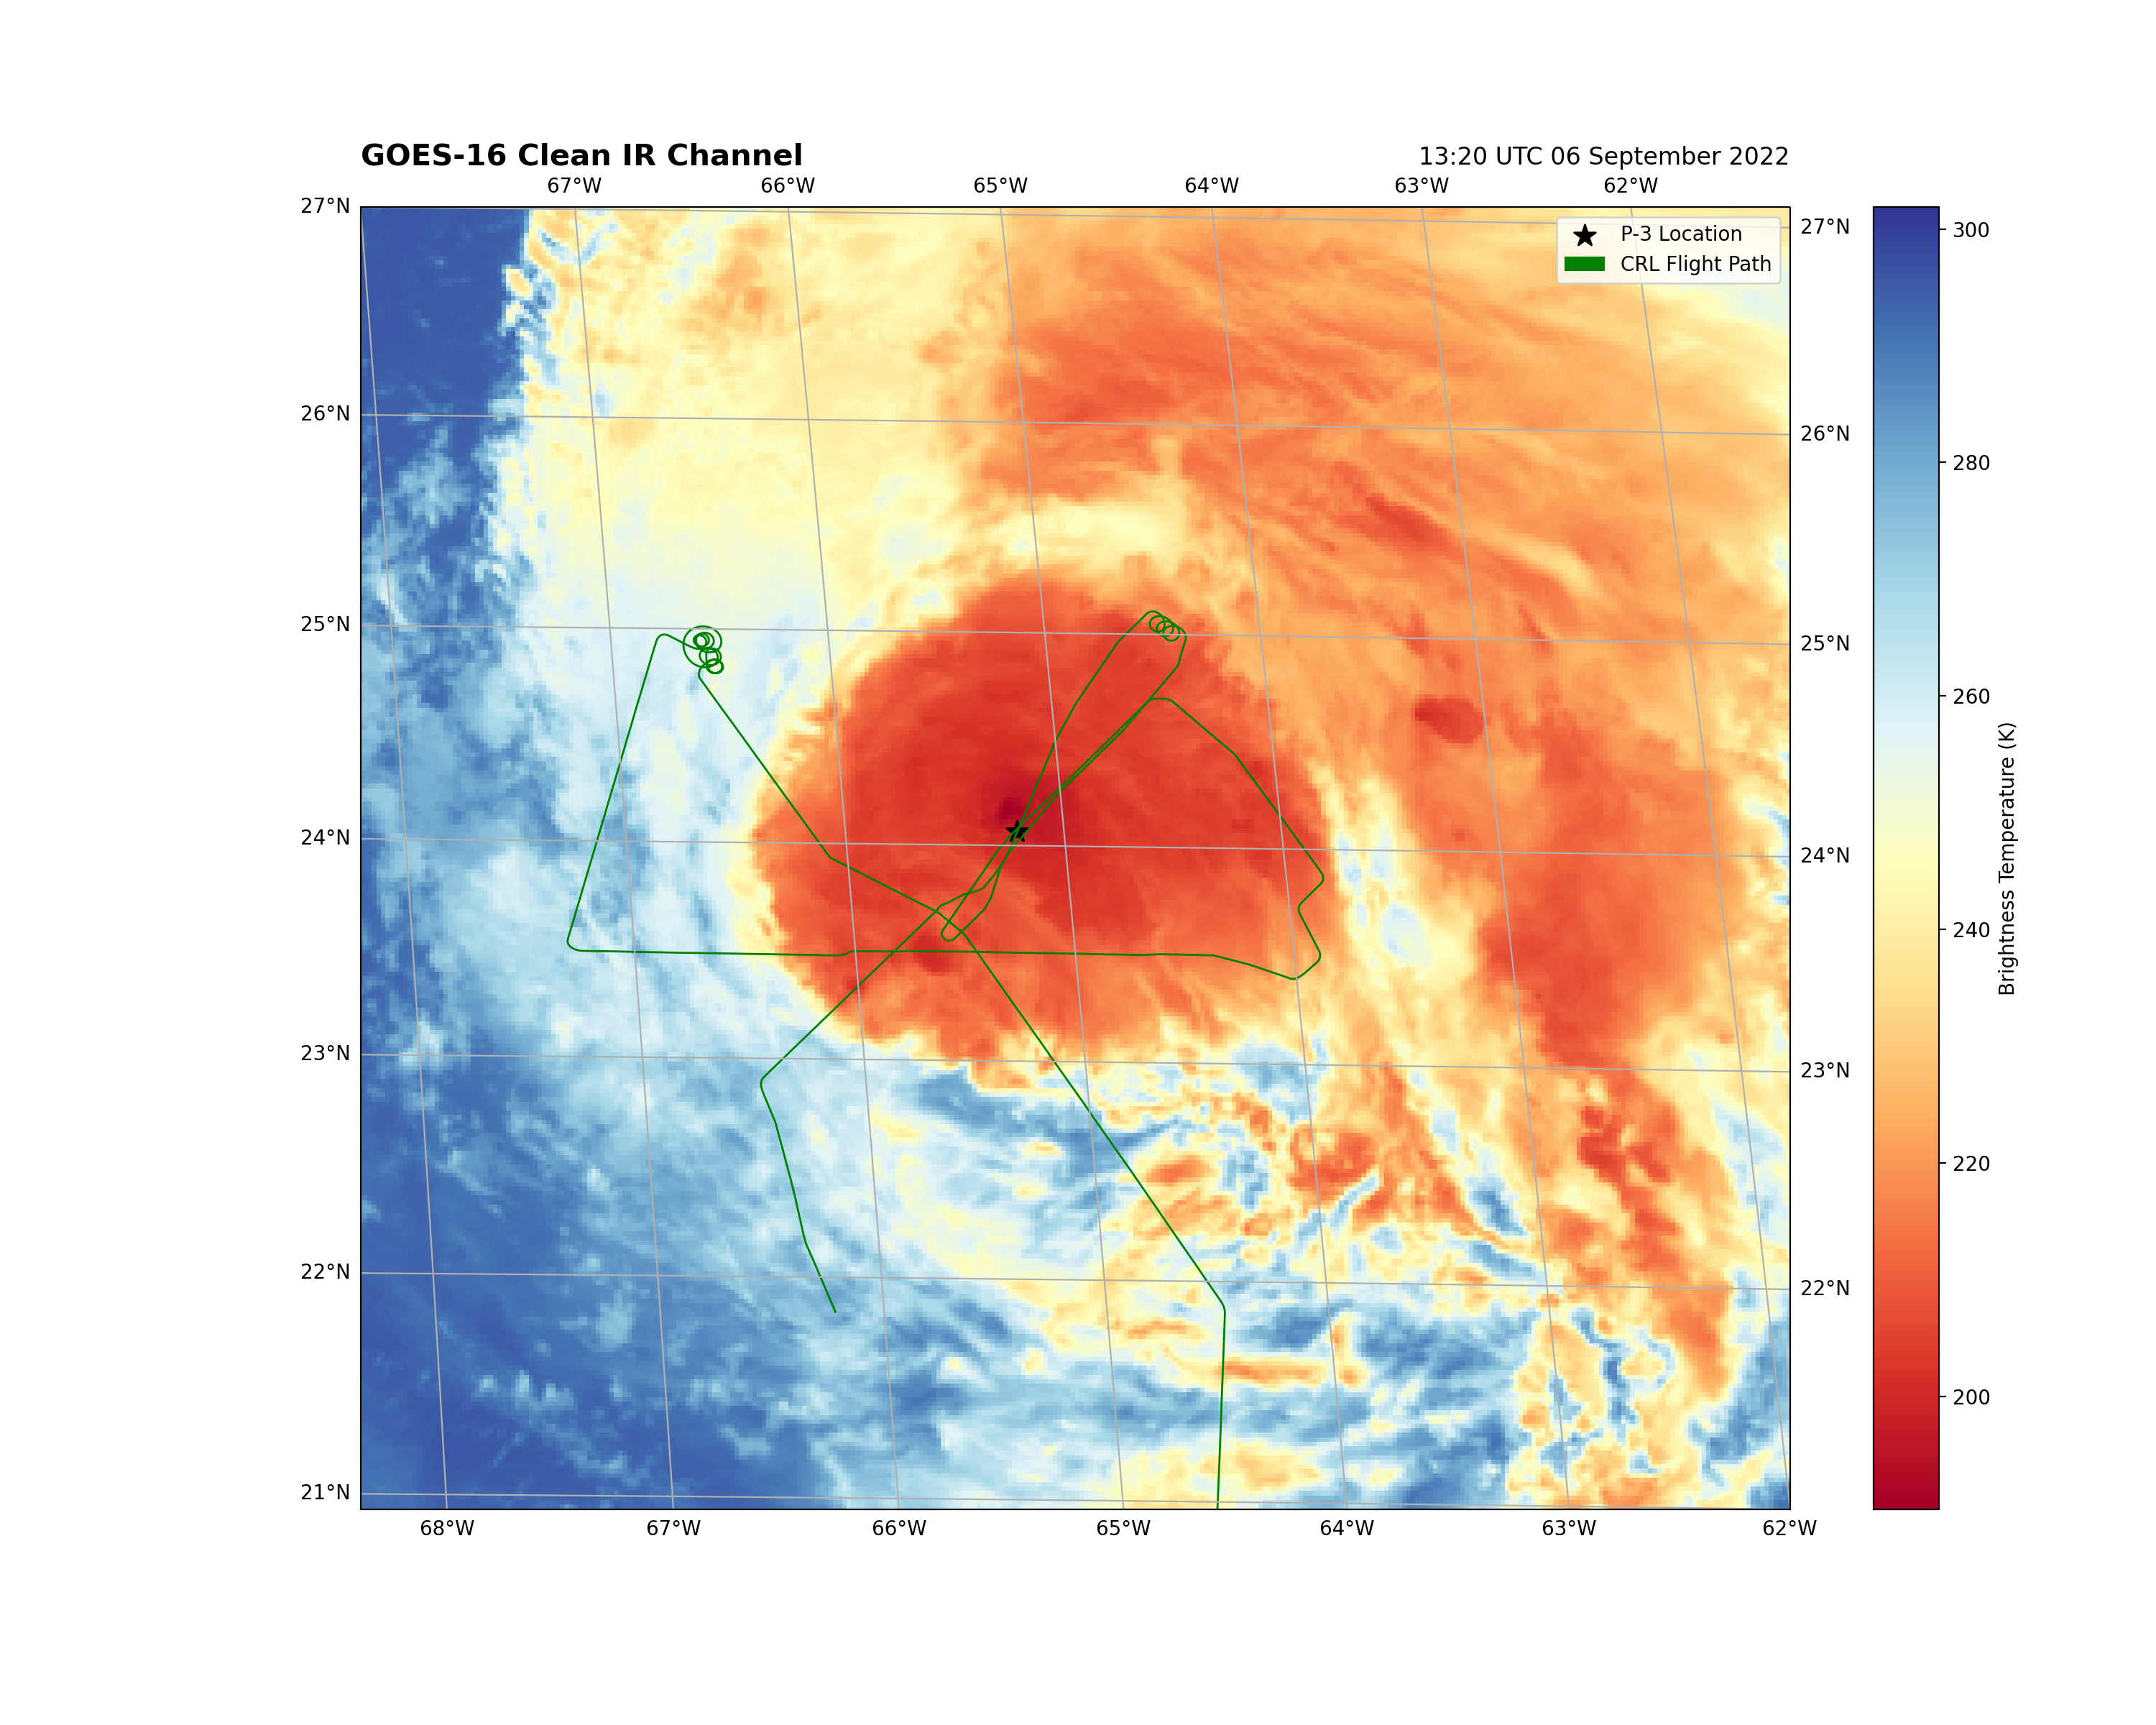 GOES-16 Clean IR Channel
13:20 UTC 06 September 2022
67°W 66°W 65°W 64°W 63°W 62°W
27°N
27°N
P-3 Location
CRL Flight Path
300
26°N
26°N
280
25°N
25°N
260
24°N
24°N
Brightness Temperature (K)
240
23°N
23°N
220
22°N
22°N
200
21°N
68°W 67°W 66°W 65°W 64°W 63°W 62°W